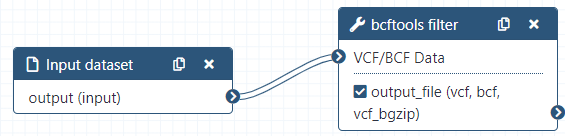 Input dataset
output (input)
bcftools filter
VCF/BCF Data
output_file (vcf, bcf,
vcf_bgzip)